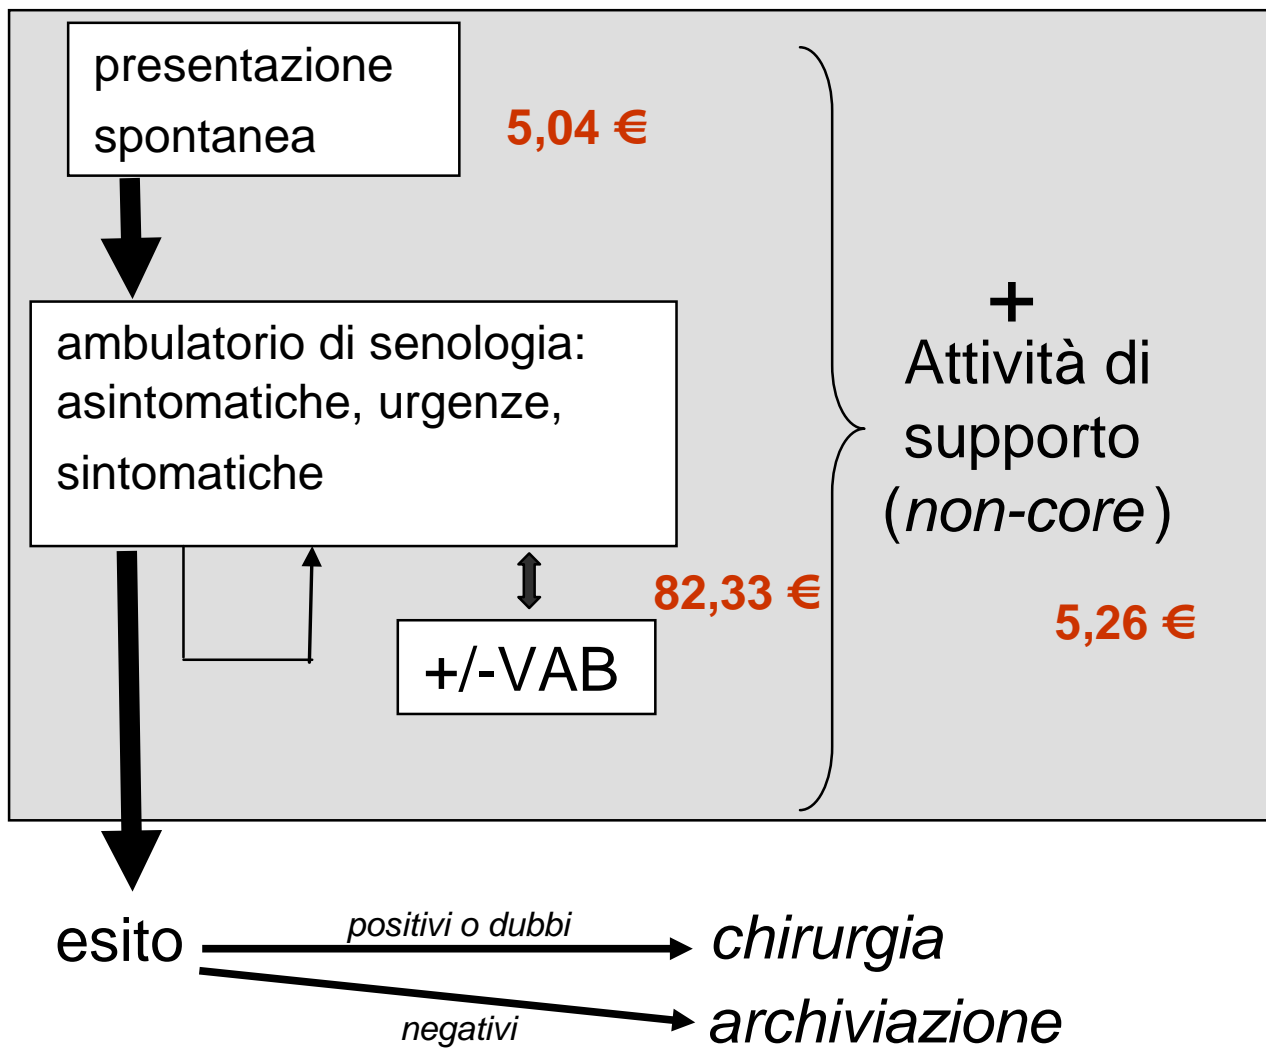 presentazione
spontanea
5,04 €
ambulatorio di senologia:
asintomatiche, urgenze,
sintomatiche
82,33 €
+/-VAB
+
Attività di
supporto
(non-core)
5,26 €
esito
positivi o dubbi
chirurgia
negativi
archiviazione